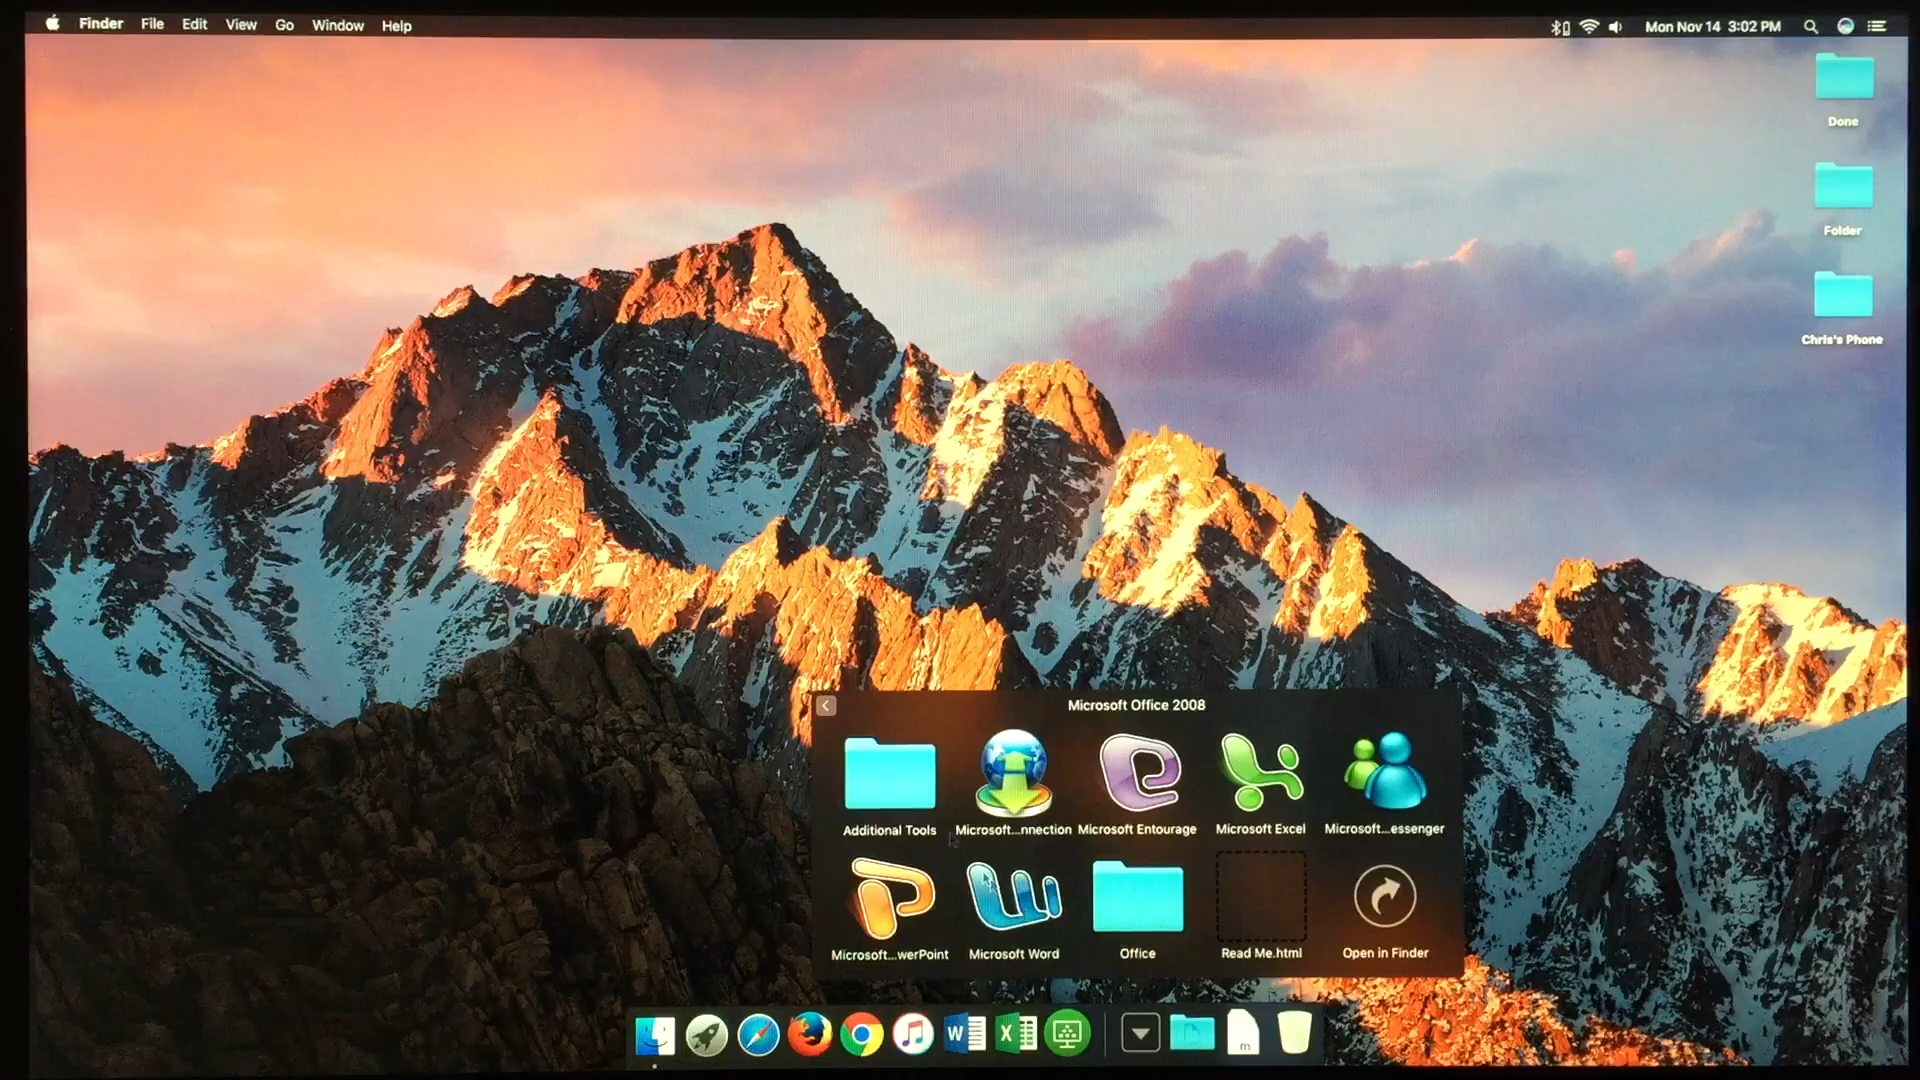 Finder File Edit View Go Window Help Mon Nov 14 3:02 PM
Done
Folder
Chris's Phone
Microsoft Office 2008
Additional Tools Microsoft...nnection Microsoft Entourage Microsoft Excel Microsoft...essenger
Microsoft...werPoint Microsoft Word Office Read Me.html Open in Finder
W X m